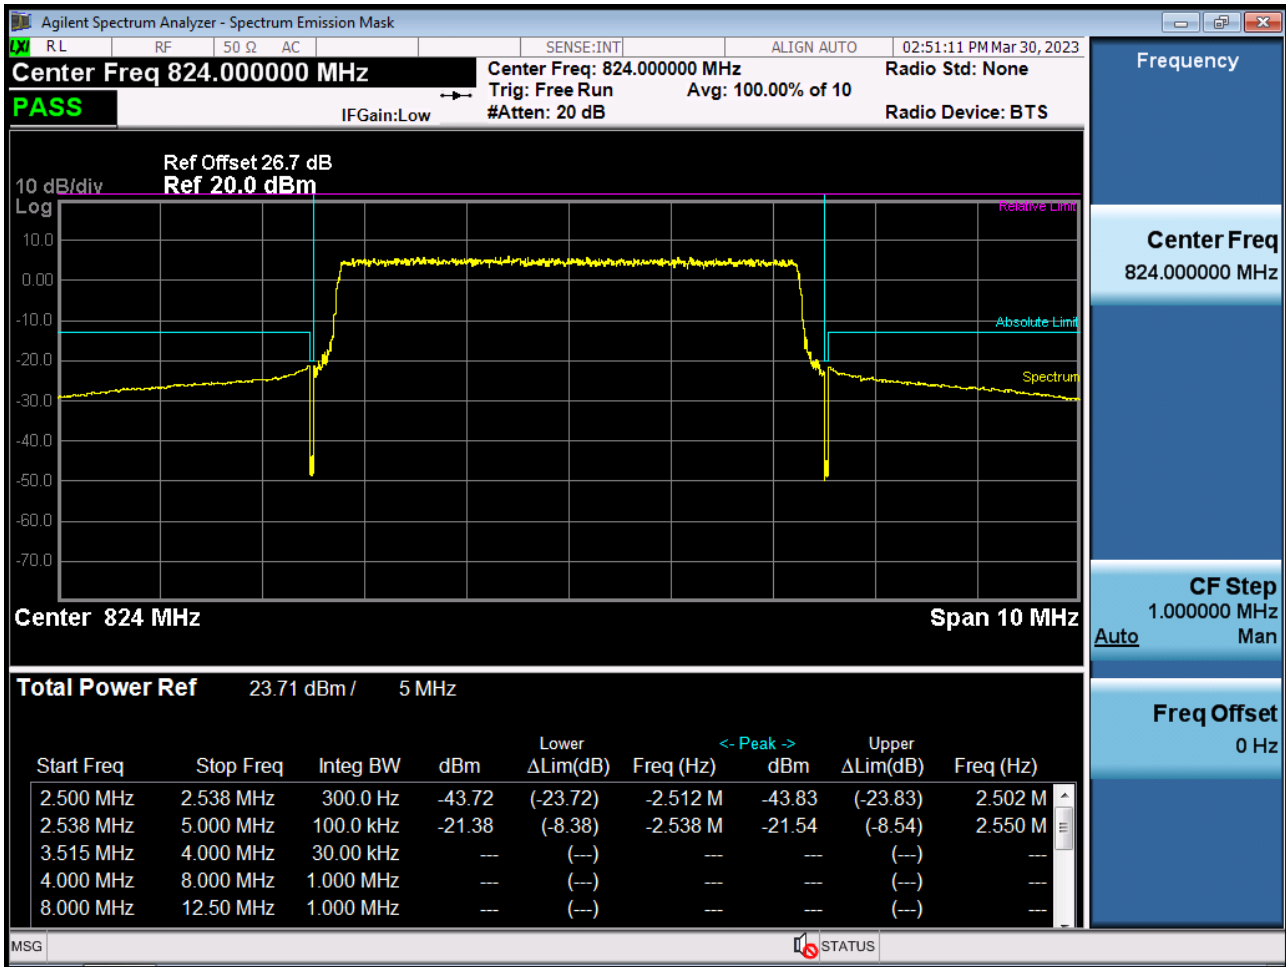 Agilent Spectrum Analyzer - Spectrum Emission Mask
LXI RL RF 50 Ω AC SENSE:INT ALIGN AUTO 02:51:11 PM Mar 30, 2023
Center Freq 824.000000 MHz
Center Freq: 824.000000 MHz
Radio Std: None
Trig: Free Run
Avg: 100.00% of 10
PASS
IFGain:Low
#Atten: 20 dB
Radio Device: BTS
Ref Offset 26.7 dB
10 dB/div
Ref 20.0 dBm
Log
Relative Limit
10.0
0.00
-10.0
Absolute Limit
-20.0
Spectrum
-30.0
-40.0
-50.0
-60.0
-70.0
Center 824 MHz
Span 10 MHz
Total Power Ref 23.71 dBm / 5 MHz
Lower <- Peak -> Upper
Start Freq Stop Freq Integ BW dBm ΔLim(dB) Freq (Hz) dBm ΔLim(dB) Freq (Hz)
2.500 MHz 2.538 MHz 300.0 Hz -43.72 (-23.72) -2.512 M -43.83 (-23.83) 2.502 M
2.538 MHz 5.000 MHz 100.0 kHz -21.38 (-8.38) -2.538 M -21.54 (-8.54) 2.550 M
3.515 MHz 4.000 MHz 30.00 kHz --- (---) --- --- (---) ---
4.000 MHz 8.000 MHz 1.000 MHz --- (---) --- --- (---) ---
8.000 MHz 12.50 MHz 1.000 MHz --- (---) --- --- (---) ---
MSG
STATUS
Frequency
Center Freq
824.000000 MHz
CF Step
1.000000 MHz
Auto Man
Freq Offset
0 Hz